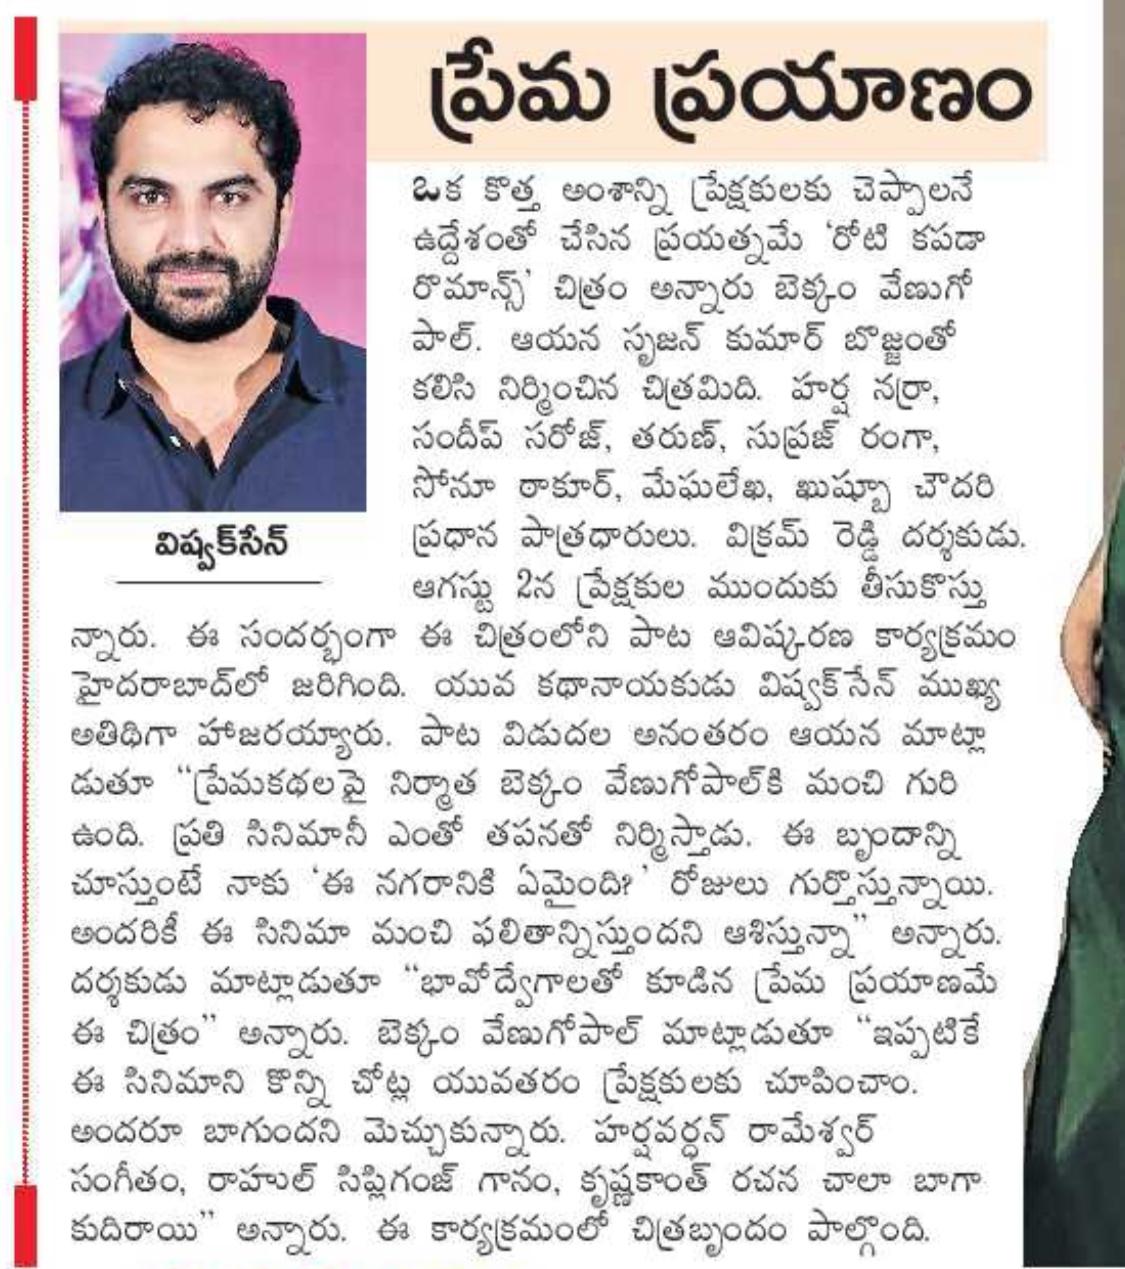 ప్రేమ ప్రయాణం
ఒక కొత్త అంశాన్ని ప్రేక్షకులకు చెప్పాలనే
ఉద్దేశంతో చేసిన ప్రయత్నమే ‘రోటి కపడా
రొమాన్స్’ చిత్రం అన్నారు బెక్కం వేణుగో
పాల్. ఆయన సృజన్ కుమార్ బొజ్జంతో
కలిసి నిర్మించిన చిత్రమిది. హర్ష నర్రా,
సందీప్ సరోజ్, తరుణ్, సుప్రజ్ రంగా,
సోనూ ఠాకూర్, మేఘలేఖ, ఖుష్బూ చౌదరి
ప్రధాన పాత్రధారులు. విక్రమ్ రెడ్డి దర్శకుడు.
ఆగస్టు 2న ప్రేక్షకుల ముందుకు తీసుకొస్తు
విష్వక్‌సేన్
న్నారు. ఈ సందర్భంగా ఈ చిత్రంలోని పాట ఆవిష్కరణ కార్యక్రమం
హైదరాబాద్‌లో జరిగింది. యువ కథానాయకుడు విష్వక్‌సేన్ ముఖ్య
అతిథిగా హాజరయ్యారు. పాట విడుదల అనంతరం ఆయన మాట్లా
డుతూ “ప్రేమకథలపై నిర్మాత బెక్కం వేణుగోపాల్‌కి మంచి గురి
ఉంది. ప్రతి సినిమానీ ఎంతో తపనతో నిర్మిస్తాడు. ఈ బృందాన్ని
చూస్తుంటే నాకు ‘ఈ నగరానికి ఏమైంది?’ రోజులు గుర్తొస్తున్నాయి.
అందరికీ ఈ సినిమా మంచి ఫలితాన్నిస్తుందని ఆశిస్తున్నా” అన్నారు.
దర్శకుడు మాట్లాడుతూ “భావోద్వేగాలతో కూడిన ప్రేమ ప్రయాణమే
ఈ చిత్రం” అన్నారు. బెక్కం వేణుగోపాల్ మాట్లాడుతూ “ఇప్పటికే
ఈ సినిమాని కొన్ని చోట్ల యువతరం ప్రేక్షకులకు చూపించాం.
అందరూ బాగుందని మెచ్చుకున్నారు. హర్షవర్ధన్ రామేశ్వర్
సంగీతం, రాహుల్ సిప్లిగంజ్ గానం, కృష్ణకాంత్ రచన చాలా బాగా
కుదిరాయి” అన్నారు. ఈ కార్యక్రమంలో చిత్రబృందం పాల్గొంది.